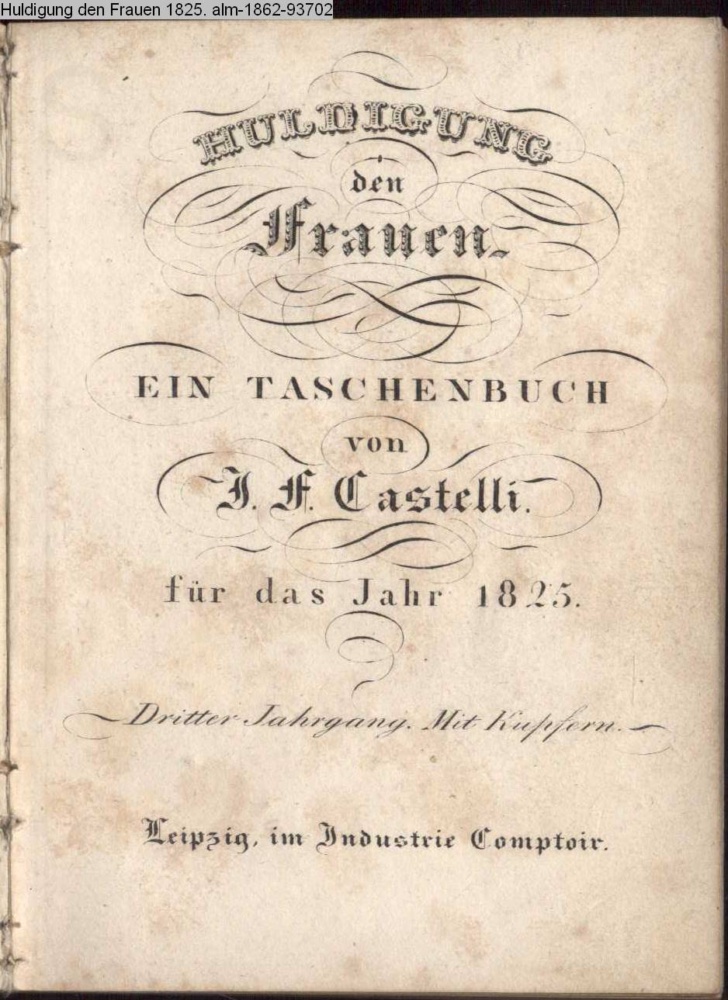 Huldigung den Frauen 1825. alm-1862-93702
HULDIGUNG
den
Frauen.
EIN TASCHENBUCH
von
J. F. Castelli.
für das Jahr 1825.
Dritter Jahrgang. Mit Kupfern.
Leipzig, im Industrie Comptoir.